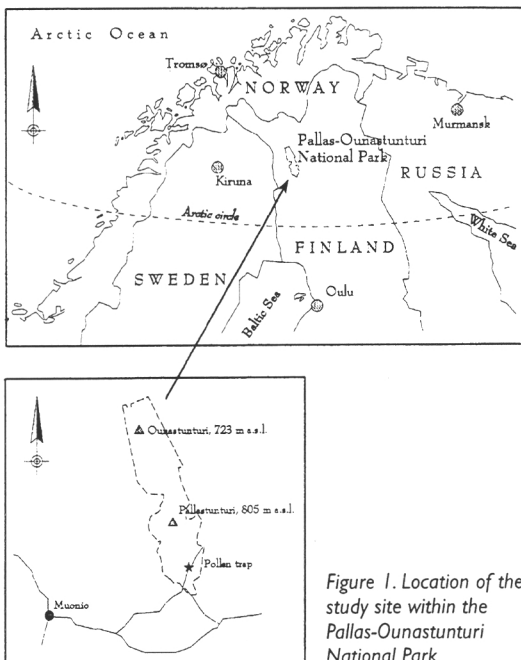 Arctic Ocean
Tromsø
NORWAY
Murmansk
Pallas-Ounastunturi
National Park
RUSSIA
Kiruna
Arctic circle
White Sea
FINLAND
SWEDEN
Baltic Sea
Oulu
Ounastunturi, 723 m a.s.l.
Pallastunturi, 805 m a.s.l.
Pollen trap
Muonio
Figure 1. Location of the
study site within the
Pallas-Ounastunturi
National Park